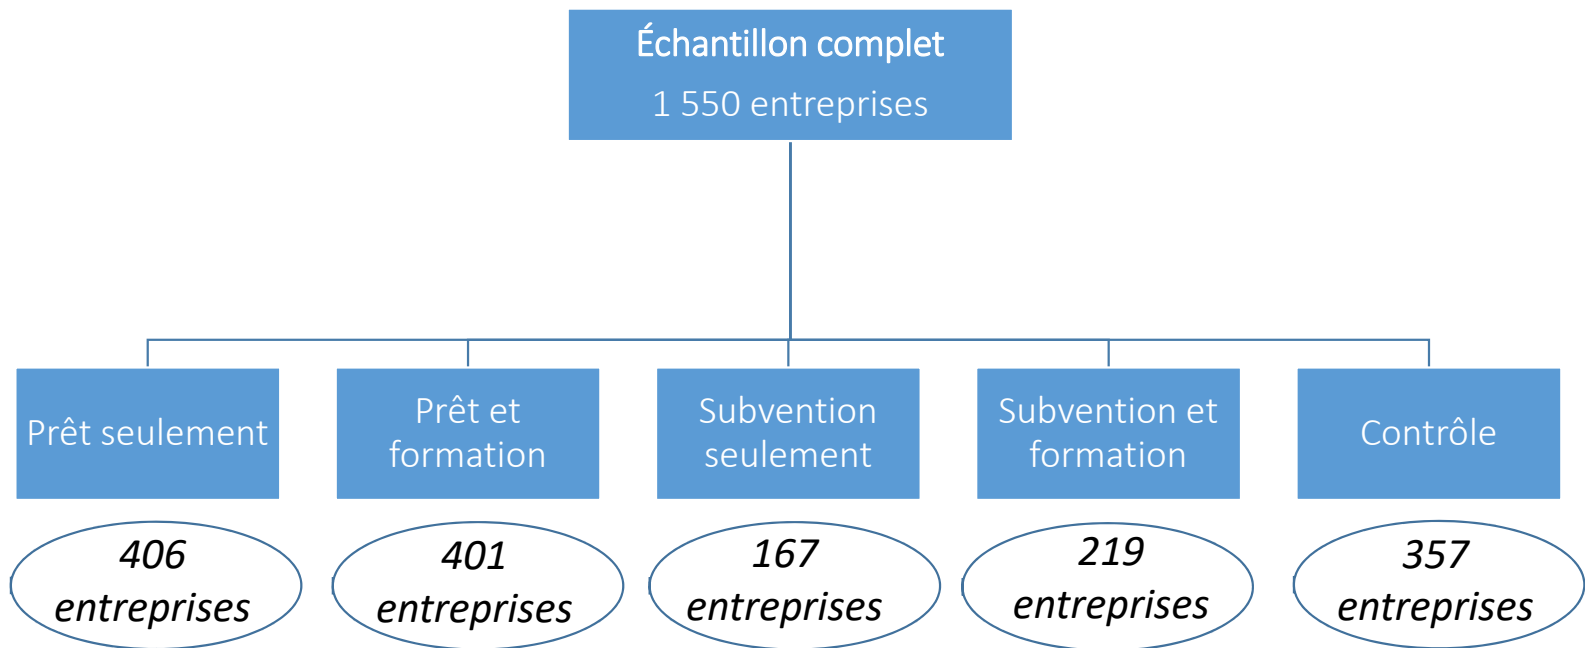 Échantillon complet
1 550 entreprises
Prêt seulement
Prêt et
formation
Subvention
seulement
Subvention et
formation
Contrôle
406
entreprises
401
entreprises
167
entreprises
219
entreprises
357
entreprises